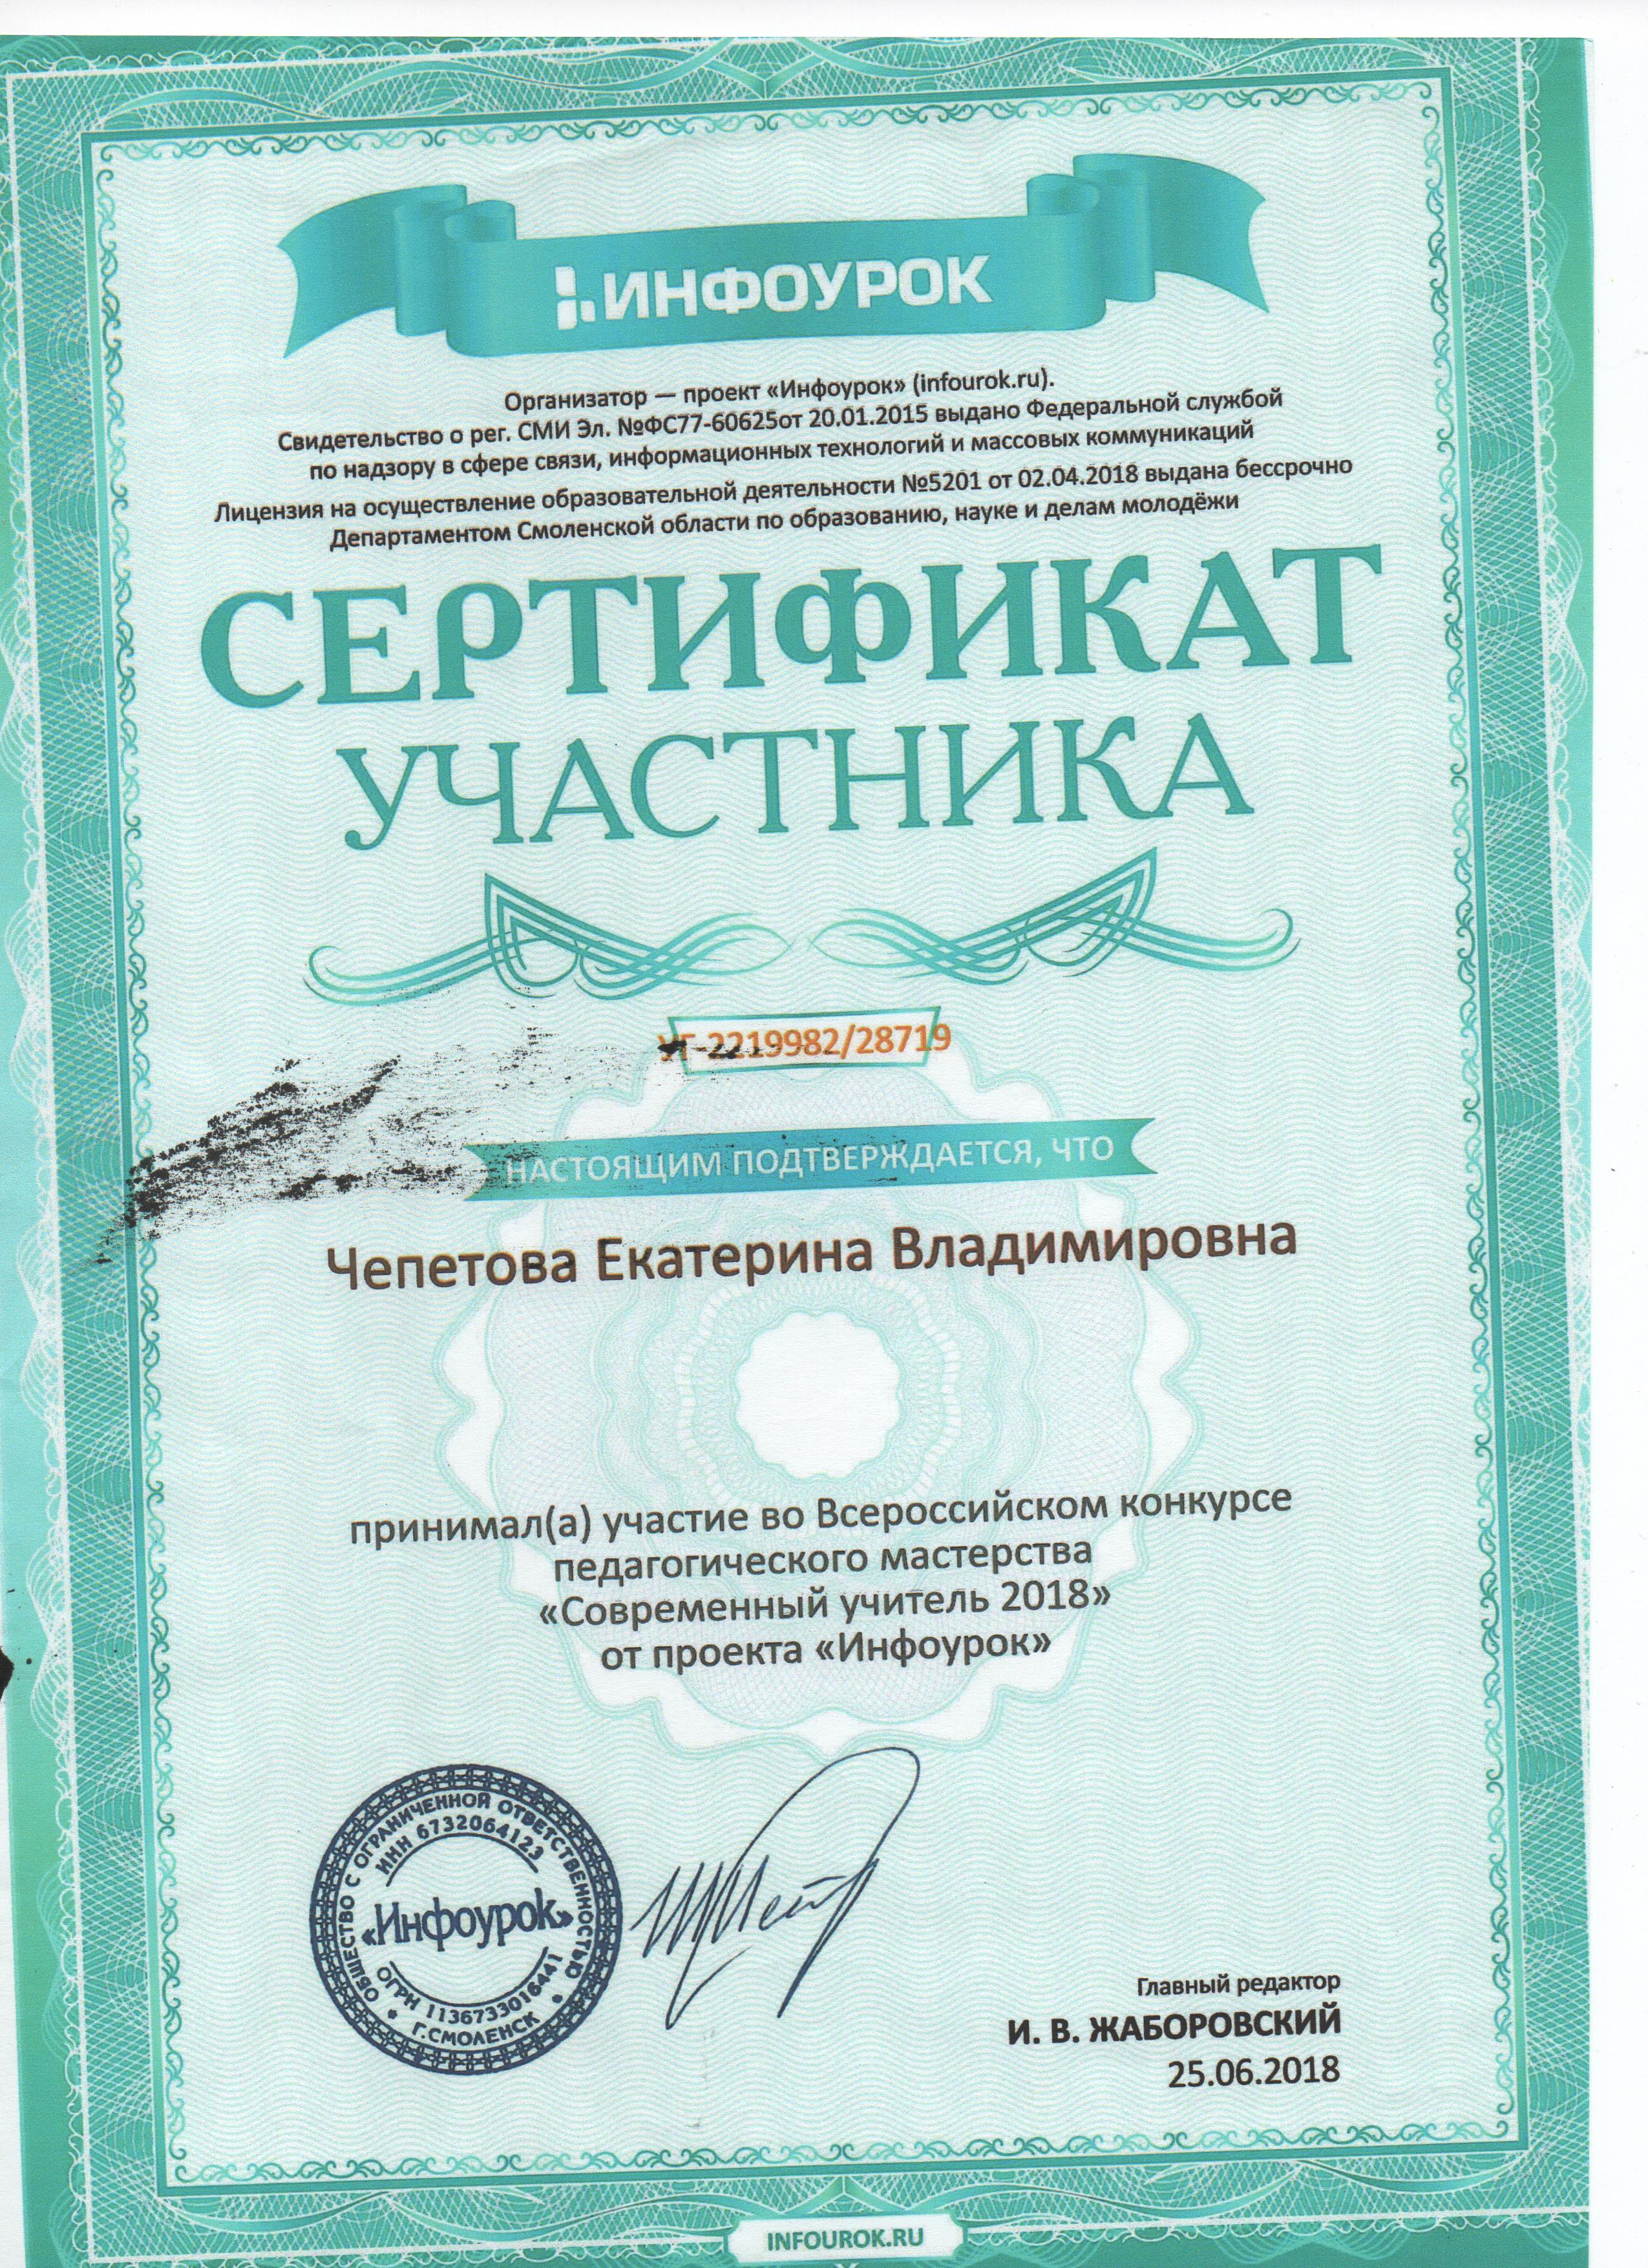 ИНФОУРОК
Организатор — проект «Инфоурок» (infourok.ru).
Свидетельство о рег. СМИ Эл. №ФС77-60625от 20.01.2015 выдано Федеральной службой
по надзору в сфере связи, информационных технологий и массовых коммуникаций
Лицензия на осуществление образовательной деятельности №5201 от 02.04.2018 выдана бессрочно
Департаментом Смоленской области по образованию, науке и делам молодёжи
СЕРТИФИКАТ
УЧАСТНИКА
УГ-2219982/28719
НАСТОЯЩИМ ПОДТВЕРЖДАЕТСЯ, ЧТО
Чепетова Екатерина Владимировна
принимал(а) участие во Всероссийском конкурсе
педагогического мастерства
«Современный учитель 2018»
от проекта «Инфоурок»
ОБЩЕСТВО С ОГРАНИЧЕННОЙ ОТВЕТСТВЕННОСТЬЮ
ИНН 6732064123
«Инфоурок»
ОГРН 1136733016441
Г.СМОЛЕНСК
Главный редактор
И. В. ЖАБОРОВСКИЙ
25.06.2018
INFOUROK.RU